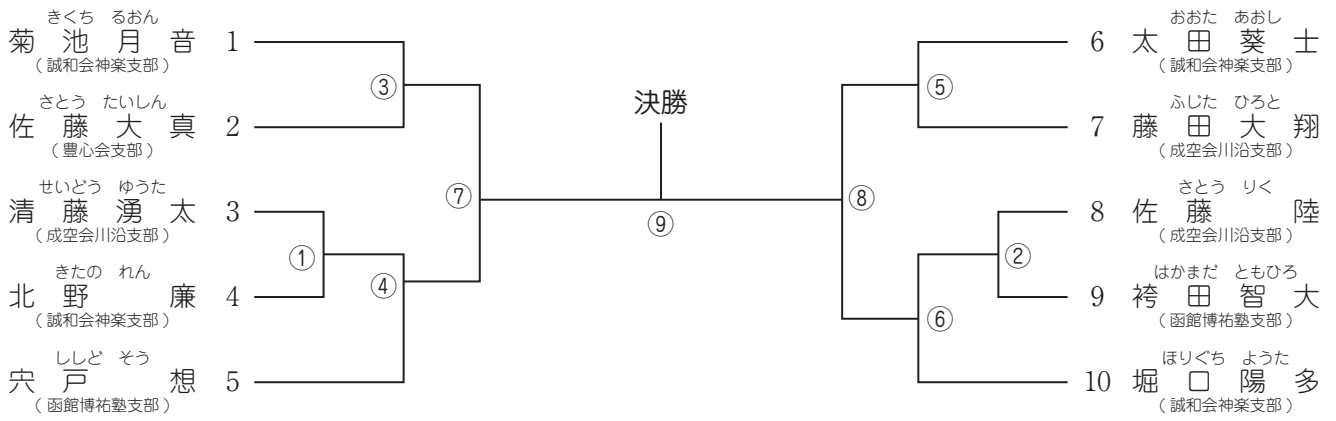 きくち るおん
菊池月音 1
(誠和会神楽支部)
さとう たいしん
佐藤大真 2
(豊心会支部)
せいどう ゆうた
清藤湧太 3
(成空会川沿支部)
きたの れん
北野 廉 4
(誠和会神楽支部)
ししど そう
宍戸 想 5
(函館博祐塾支部)
③
①
④
⑦
決勝
⑨
⑧
⑤
②
⑥
おおた あおし
6 太田葵士
(誠和会神楽支部)
ふじた ひろと
7 藤田大翔
(成空会川沿支部)
さとう りく
8 佐藤 陸
(成空会川沿支部)
はかまだ ともひろ
9 袴田智大
(函館博祐塾支部)
ほりぐち ようた
10 堀口陽多
(誠和会神楽支部)